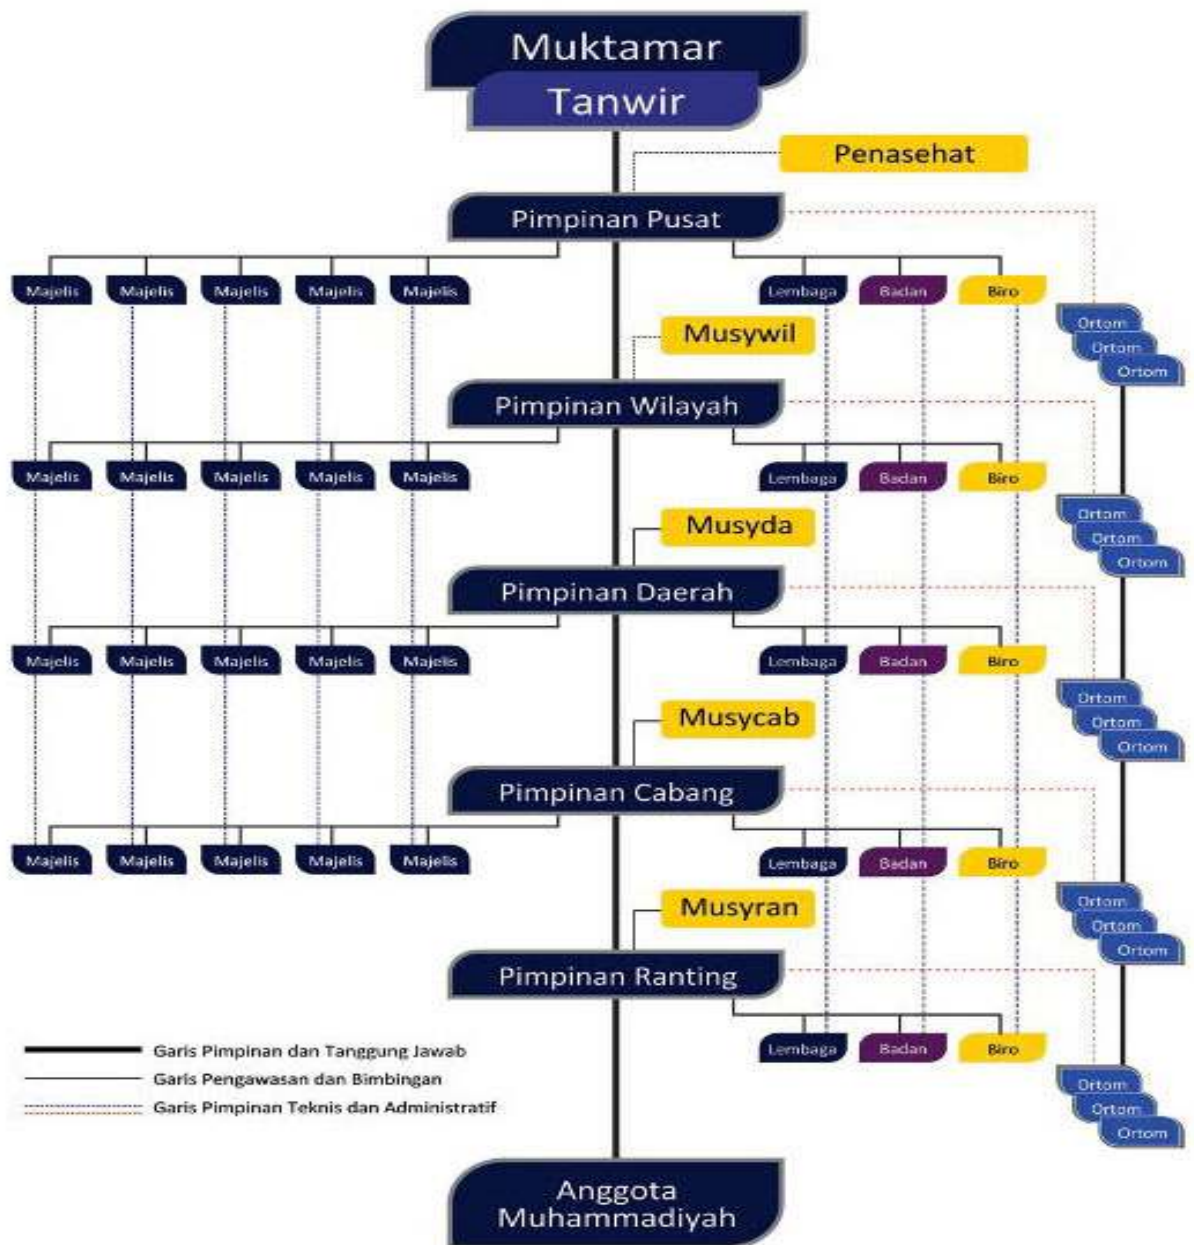 Muktamar
Tanwir
Penasehat
Pimpinan Pusat
Majelis Majelis Majelis Majelis Majelis Lembaga Badan Biro
Ortom
Ortom
Ortom
Musywil
Pimpinan Wilayah
Majelis Majelis Majelis Majelis Majelis Lembaga Badan Biro
Ortom
Ortom
Ortom
Musyda
Pimpinan Daerah
Majelis Majelis Majelis Majelis Majelis Lembaga Badan Biro
Ortom
Ortom
Ortom
Musycab
Pimpinan Cabang
Majelis Majelis Majelis Majelis Majelis Lembaga Badan Biro
Ortom
Ortom
Ortom
Musyran
Pimpinan Ranting
Lembaga Badan Biro
Ortom
Ortom
Ortom
Garis Pimpinan dan Tanggung Jawab
Garis Pengawasan dan Bimbingan
Garis Pimpinan Teknis dan Administratif
Anggota
Muhammadiyah